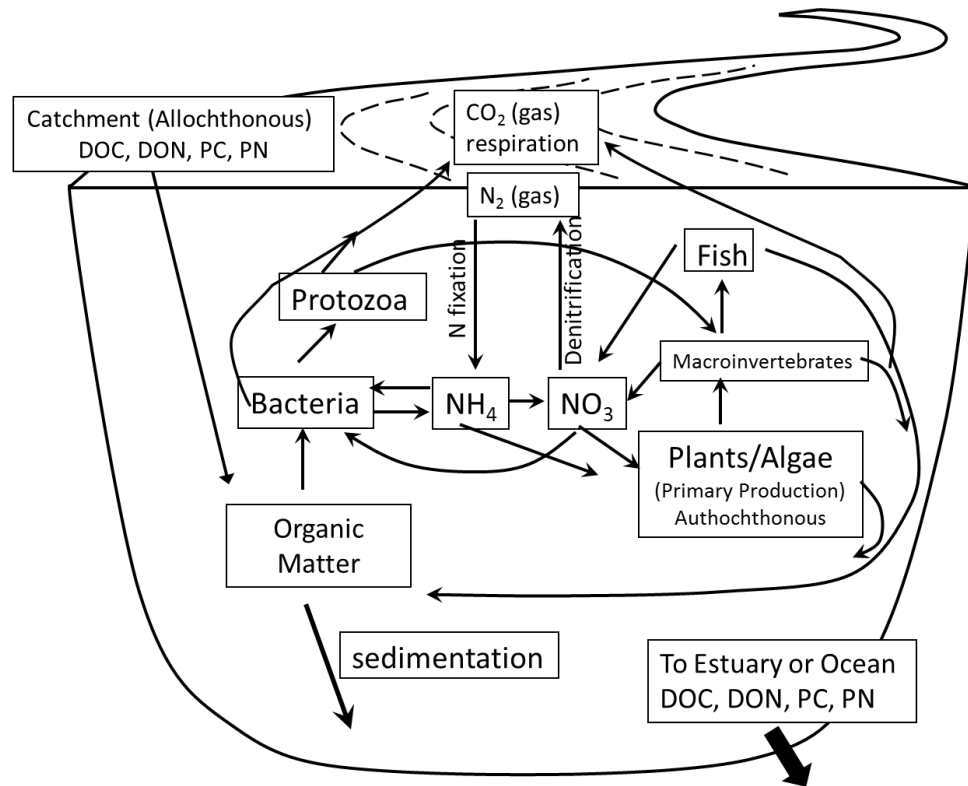 Catchment (Allochthonous)
DOC, DON, PC, PN
CO₂ (gas)
respiration
N₂ (gas)
N fixation
Denitrification
Fish
Protozoa
Macroinvertebrates
Bacteria
NH₄
NO₃
Plants/Algae
(Primary Production)
Authochthonous
Organic
Matter
sedimentation
To Estuary or Ocean
DOC, DON, PC, PN